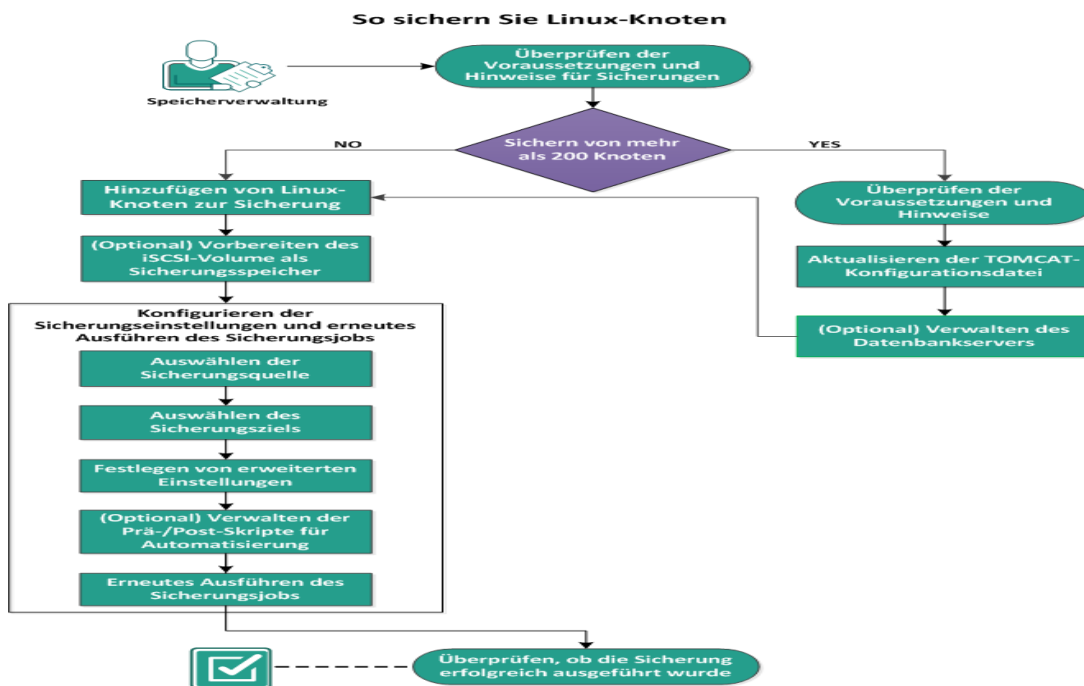 So sichern Sie Linux-Knoten
Speicherverwaltung
Überprüfen der
Voraussetzungen und
Hinweise für Sicherungen
Sichern von mehr
als 200 Knoten
NO
YES
Hinzufügen von Linux-
Knoten zur Sicherung
(Optional) Vorbereiten des
iSCSI-Volume als
Sicherungsspeicher
Konfigurieren der
Sicherungseinstellungen und erneutes
Ausführen des Sicherungsjobs
Auswählen der
Sicherungsquelle
Auswählen des
Sicherungsziels
Festlegen von erweiterten
Einstellungen
(Optional) Verwalten der
Prä-/Post-Skripte für
Automatisierung
Erneutes Ausführen des
Sicherungsjobs
Überprüfen der
Voraussetzungen und
Hinweise
Aktualisieren der TOMCAT-
Konfigurationsdatei
(Optional) Verwalten des
Datenbankservers
Überprüfen, ob die Sicherung
erfolgreich ausgeführt wurde